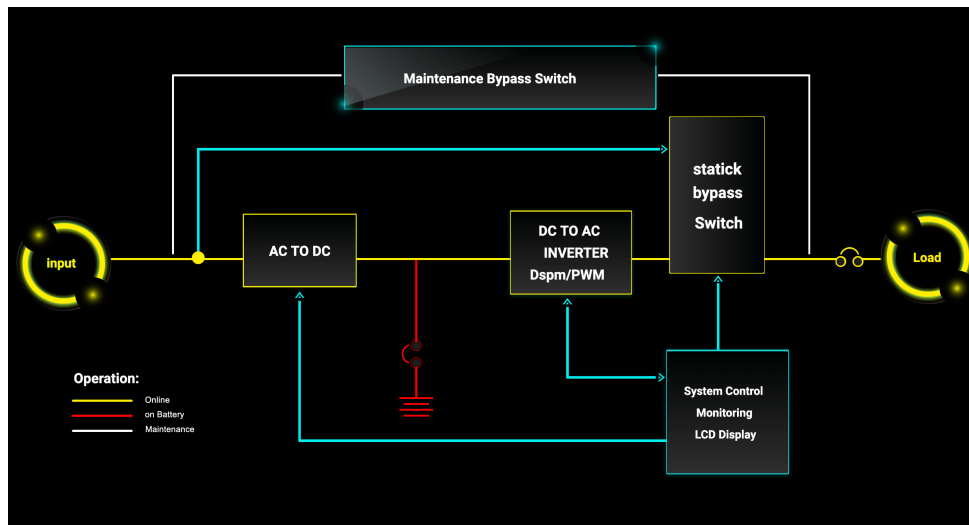 Maintenance Bypass Switch
statick
bypass
Switch
input
AC TO DC
DC TO AC
INVERTER
Dspm/PWM
Load
System Control
Monitoring
LCD Display
Operation:
Online
on Battery
Maintenance